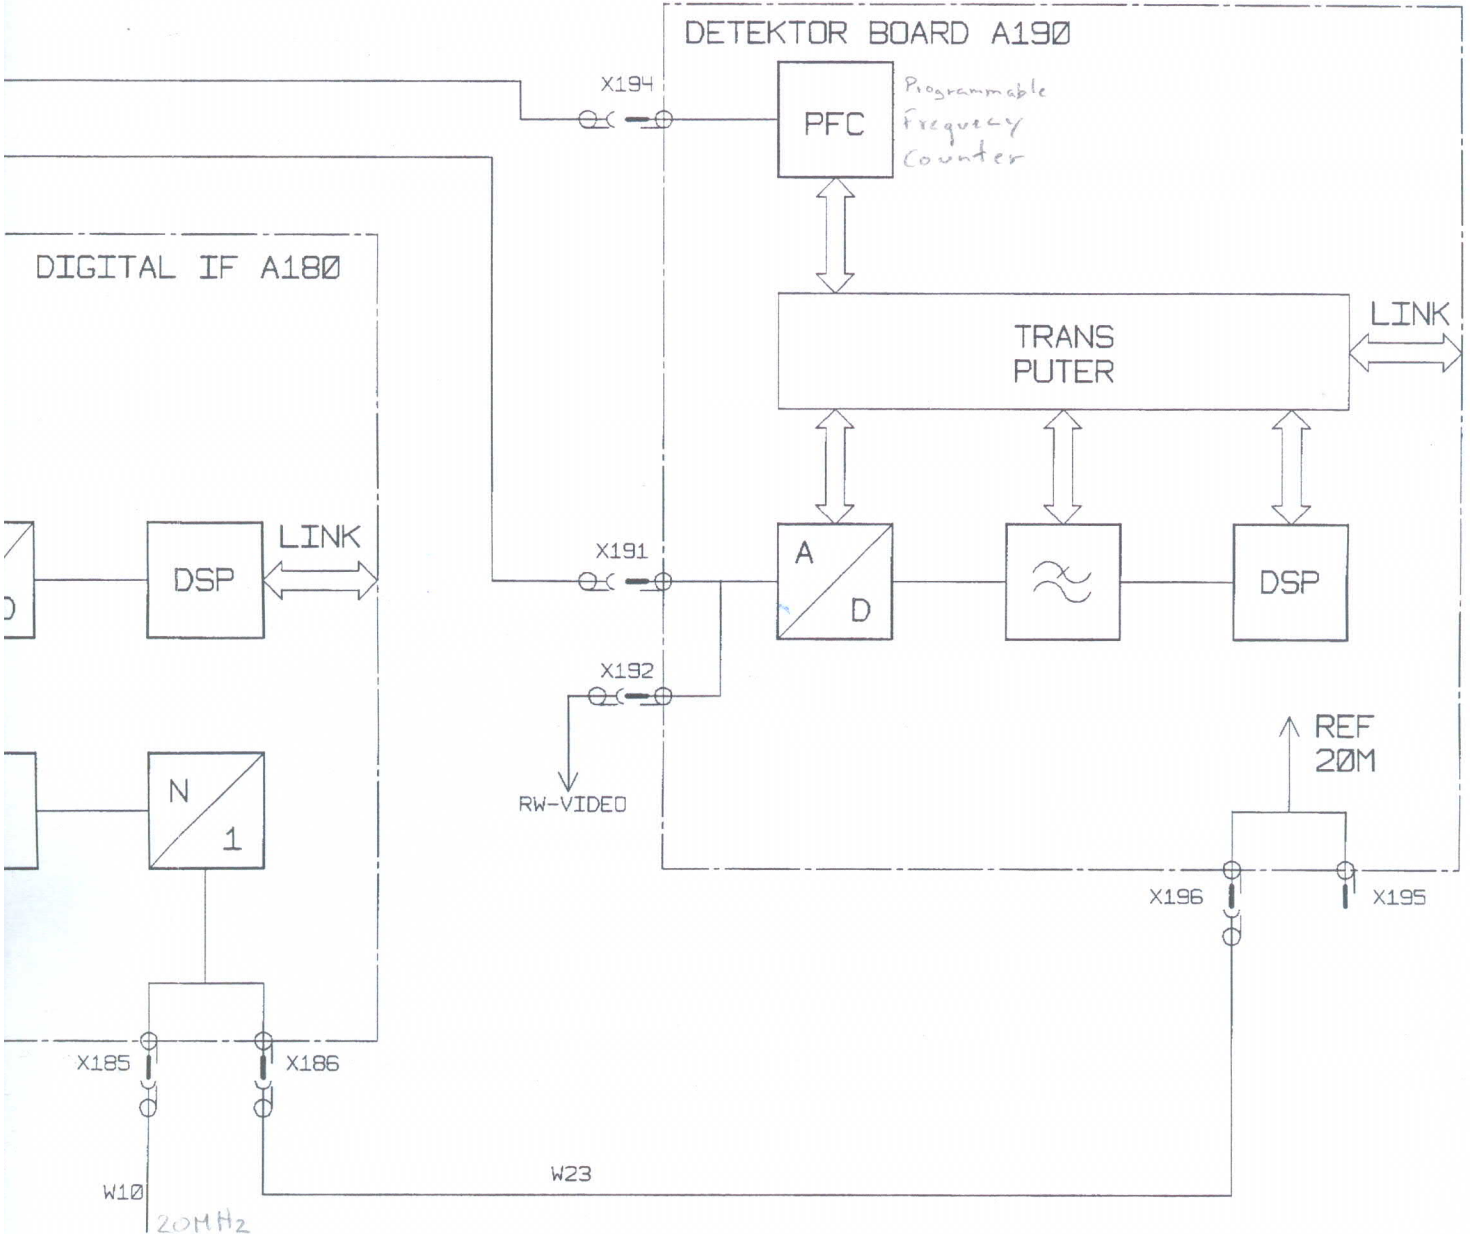 DETEKTOR BOARD A190
X194
PFC
Programmable
Frequecy
Counter
DIGITAL IF A180
TRANS
PUTER
LINK
LINK
DSP
D
X191
A
D
DSP
X192
RW-VIDEO
REF
20M
N
1
X196
X195
X185
X186
W10
W23
20MHz